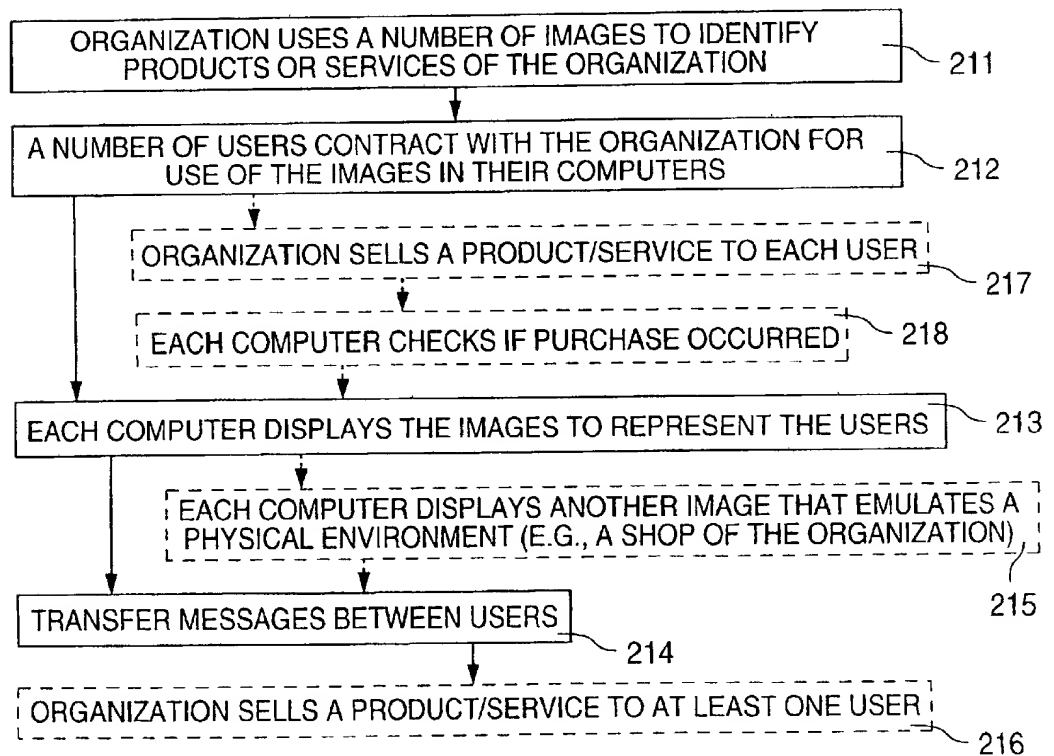 ORGANIZATION USES A NUMBER OF IMAGES TO IDENTIFY
PRODUCTS OR SERVICES OF THE ORGANIZATION
211
A NUMBER OF USERS CONTRACT WITH THE ORGANIZATION FOR
USE OF THE IMAGES IN THEIR COMPUTERS
212
ORGANIZATION SELLS A PRODUCT/SERVICE TO EACH USER
217
EACH COMPUTER CHECKS IF PURCHASE OCCURRED
218
EACH COMPUTER DISPLAYS THE IMAGES TO REPRESENT THE USERS
213
EACH COMPUTER DISPLAYS ANOTHER IMAGE THAT EMULATES A
PHYSICAL ENVIRONMENT (E.G., A SHOP OF THE ORGANIZATION)
215
TRANSFER MESSAGES BETWEEN USERS
214
ORGANIZATION SELLS A PRODUCT/SERVICE TO AT LEAST ONE USER
216